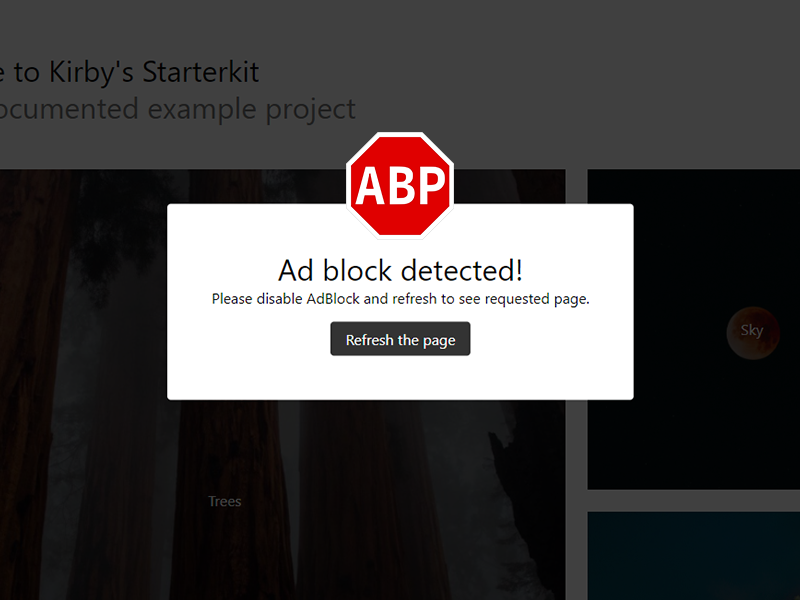 e to Kirby's Starterkit
ocumented example project
ABP
Ad block detected!
Please disable AdBlock and refresh to see requested page.
Refresh the page
Sky
Trees